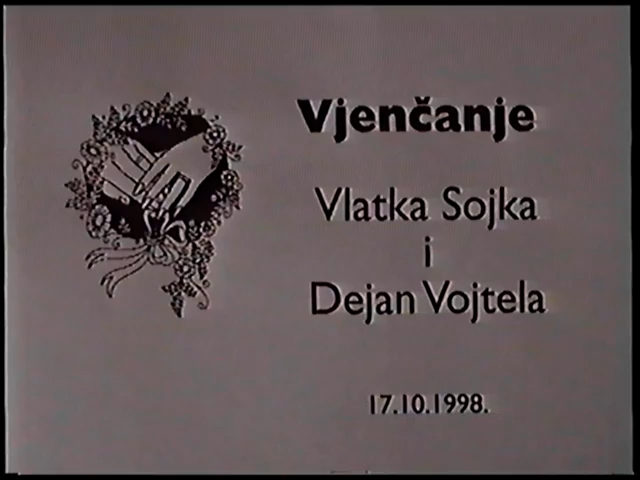 Vjenčanje
Vlatka Sojka
i
Dejan Vojtela
17.10.1998.